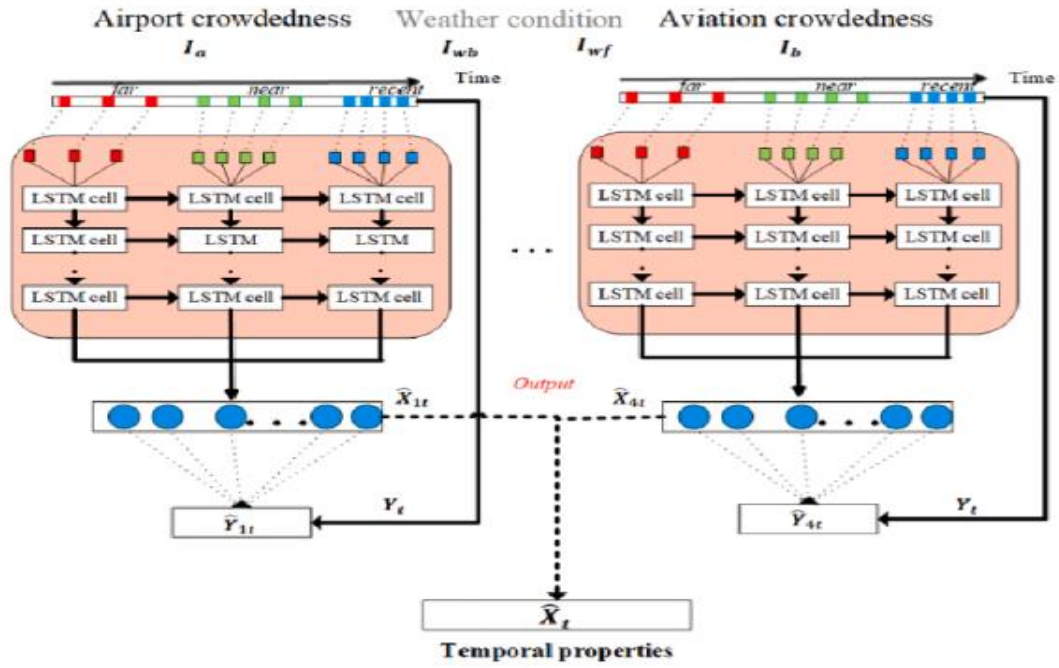 Airport crowdedness Weather condition Aviation crowdedness
I_a I_wb I_wf I_b
Time Time
far near recent far near recent
LSTM cell LSTM cell LSTM cell LSTM cell LSTM cell LSTM cell
LSTM cell LSTM LSTM LSTM cell LSTM cell LSTM cell
...
LSTM cell LSTM cell LSTM cell LSTM cell LSTM cell LSTM cell
Output
X̂_1t X̂_4t
Y_t Y_t
Ŷ_1t Ŷ_4t
X̂_t
Temporal properties